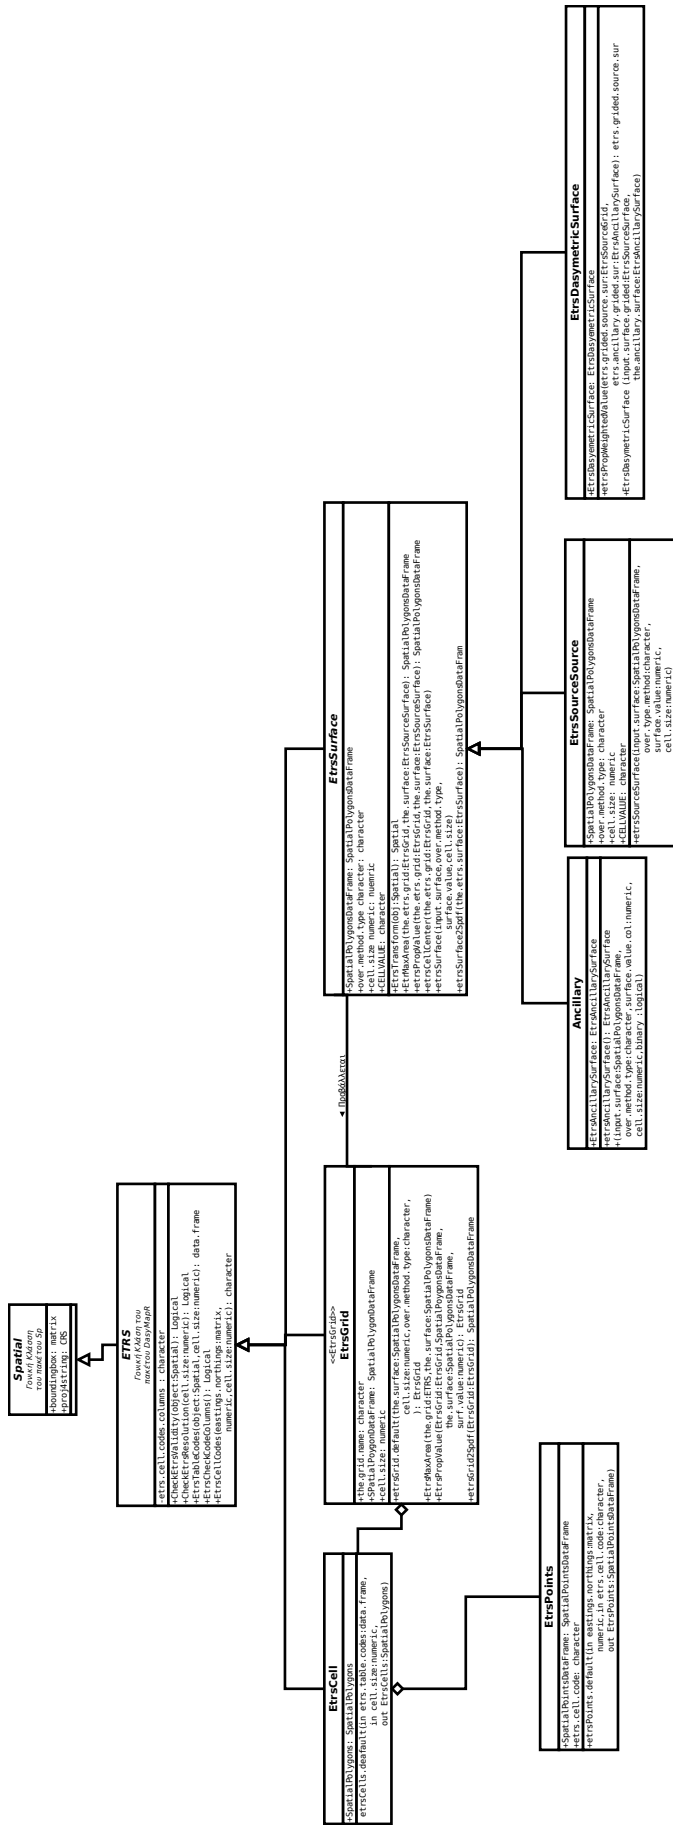 Spatial
Γονική Κλάση
του πακέτου Sp
+boundingbox: matrix
+proj4string: CRS
ETRS
Γονική Κλάση του
πακέτου DasyMapR
-etrs.cell.codes.columns : character
+CheckEtrsValidity(object:Spatial): Logical
+CheckEtrsResolution(cell.size:numeric): Logical
+EtrsTableCodes(object:Spatial,cell.size:numeric): data.frame
+EtrsCheckCodeColumns(): Logical
+EtrsCellCodes(eastings.northings:matrix,
numeric,cell.size:numeric): character
EtrsCell
+SpatialPolygons: SpatialPolygons
etrsCells.deafault(in etrs.table.codes:data.frame,
in cell.size:numeric,
out EtrsCells:SpatialPolygons)
<<EtrsGrid>>
EtrsGrid
+the.grid.name: character
+SPatialPoygonDataFrame: SpatialPolygonDataFrame
+cell.size: numeric
+etrsGrid.default(the.surface:SpatialPolygonsDataFrame,
cell.size:numeric,over.method.type:character,
): EtrsGrid
+EtrsMaxArea(the.grid:ETRS,the.surface:SpatialPolygonsDataFrame)
+EtrsPropValue(EtrsGrid:EtrsGrid,SpatialPoygonsDataFrame,
the.surface:SpatialPolygonsDataFrame,
surf.value:numeric): EtrsGrid
+etrsGrid2Spdf(EtrsGrid:EtrsGrid): SpatialPolygonsDataFrame
◀ Προβάλλεται
EtrsSurface
+SpatialPolygonsDataFrame: SpatialPolygonsDataFrame
+over.method.type character: character
+cell.size numeric: nuemric
+CELLVALUE: character
+EtrsTransform(obj:Spatial): Spatial
+EtrMaxArea(the.etrs.grid:EtrsGrid,the.surface:EtrsSourceSurface): SpatialPolygonsDataFrame
+etrsPropValue(the.etrs.grid:EtrsGrid,the.surface:EtrsSourceSurface): SpatialPolygonsDataFrame
+etrsCellCenter(the.etrs.grid:EtrsGrid,the.surface:EtrsSurface)
+etrsSurface(input.surface,over.method.type,
surface.value,cell.size)
+etrsSurface2Spdf(the.etrs.surface:EtrsSurface): SpatialPolygonsDataFram
EtrsPoints
+SpatialPointsDataFrame: SpatialPointsDataFrame
+etrs.cell.code: character
+etrsPoints.default(in eastings.northings:matrix,
numeric,in etrs.cell.code:character,
out EtrsPoints:SpatialPointsDataFrame)
Ancillary
+EtrsAncillarySurface: EtrsAncillarySurface
+etrsAncillarySurface(): EtrsAncillarySurface
+(input.surface:SpatialPolygonsDataFrame,
over.method.type:character,surface.value.col:numeric,
cell.size:numeric,binary :logical)
EtrsSourceSource
+SpatialPolygonsDataFrame: SpatialPolygonsDataFrame
+over.method.type: character
+cell.size: numeric
+CELLVALUE: character
+etrsSourceSurface(input.surface:SpatialPolygonsDataFrame,
over.type.method:character,
surface.value:numeric,
cell.size:numeric)
EtrsDasymetricSurface
+EtrsDasyemetricSurface: EtrsDasyemetricSurface
+etrsPropWeightedValue(etrs.grided.source.sur:EtrsSourceGrid,
etrs.ancillary.grided.sur:EtrsAncillarySurface): etrs.grided.source.sur
+EtrsDasymetricSurface (input.surface.grided:EtrsSourceSurface,
the.ancillary.surface:EtrsAncillarySurface)